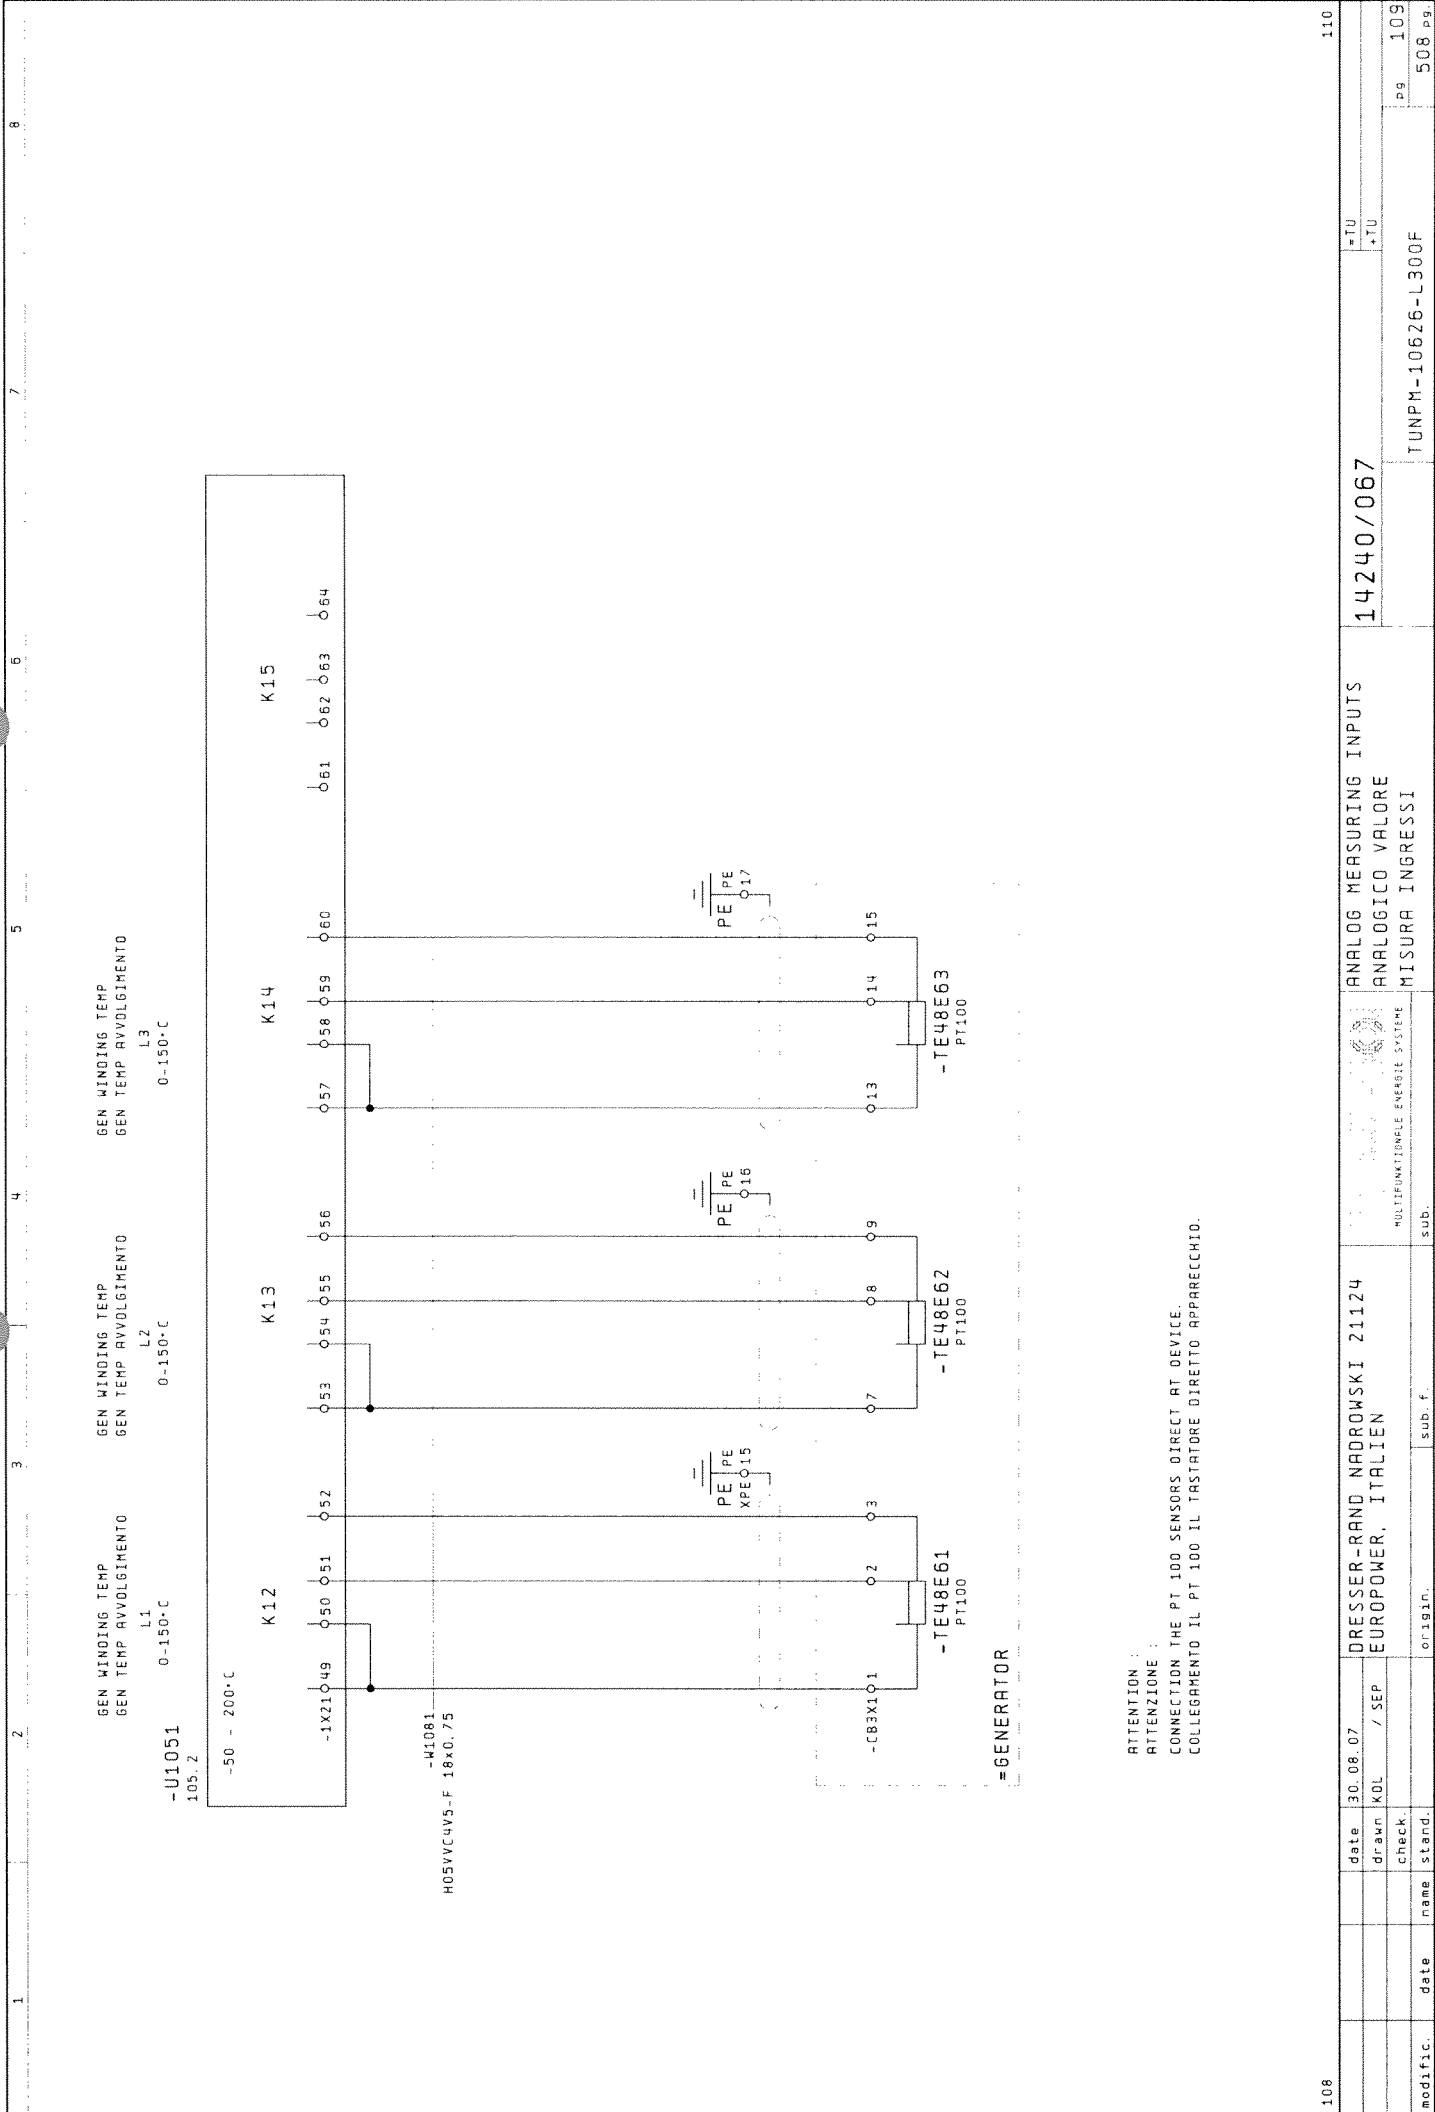 1 2 3 4 5 6 7 8
GEN WINDING TEMP
GEN TEMP AVVOLGIMENTO
L1
0-150°C
GEN WINDING TEMP
GEN TEMP AVVOLGIMENTO
L2
0-150°C
GEN WINDING TEMP
GEN TEMP AVVOLGIMENTO
L3
0-150°C
-U1051
105.2
-50 - 200°C
K12 K13 K14 K15
-1X21 49 50 51 52 53 54 55 56 57 58 59 60 61 62 63 64
-W1081
H05VVC4V5-F 18x0.75
PE PE
XPE 15
PE PE
16
PE PE
17
-CB3X1 1 2 3 7 8 9 13 14 15
-TE48E61
PT100
-TE48E62
PT100
-TE48E63
PT100
=GENERATOR
ATTENTION :
ATTENZIONE :
CONNECTION THE PT 100 SENSORS DIRECT AT DEVICE.
COLLEGAMENTO IL PT 100 IL TASTATORE DIRETTO APPARECCHIO.
108 110
date 30.08.07
drawn KOL / SEP
check.
modific. date name stand.
DRESSER-RAND NADROWSKI 21124
EUROPOWER, ITALIEN
origin. sub.f. sub.
MULTIFUNKTIONALE ENERGIE SYSTEME
ANALOG MEASURING INPUTS
ANALOGICO VALORE
MISURA INGRESSI
14240/067
=TU
+TU
TUNPM-10626-L300F
pg 109
508 pg.